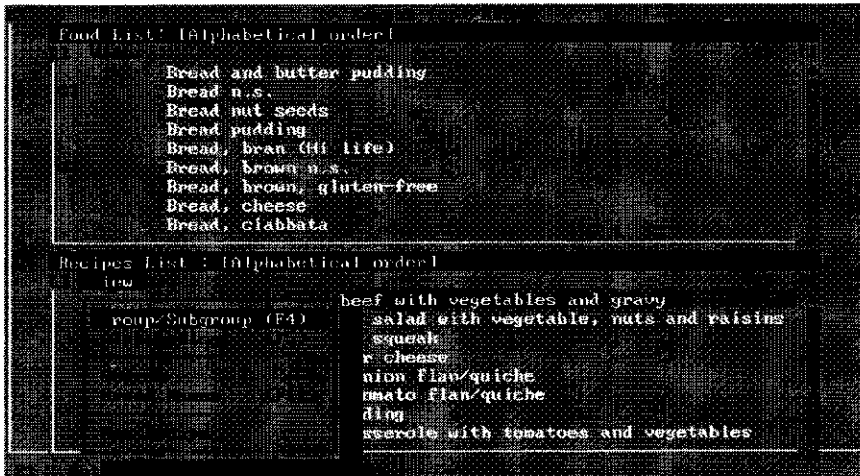 Food List: [Alphabetical order]
Bread and butter pudding
Bread n.s.
Bread nut seeds
Bread pudding
Bread, bran (Hi life)
Bread, brown n.s.
Bread, brown, gluten-free
Bread, cheese
Bread, ciabbata
Recipes List : [Alphabetical order]
iew
beef with vegetables and gravy
roup/Subgroup (F4)
salad with vegetable, nuts and raisins
squeak
r cheese
nion flan/quiche
omato flan/quiche
ding
sserole with tomatoes and vegetables